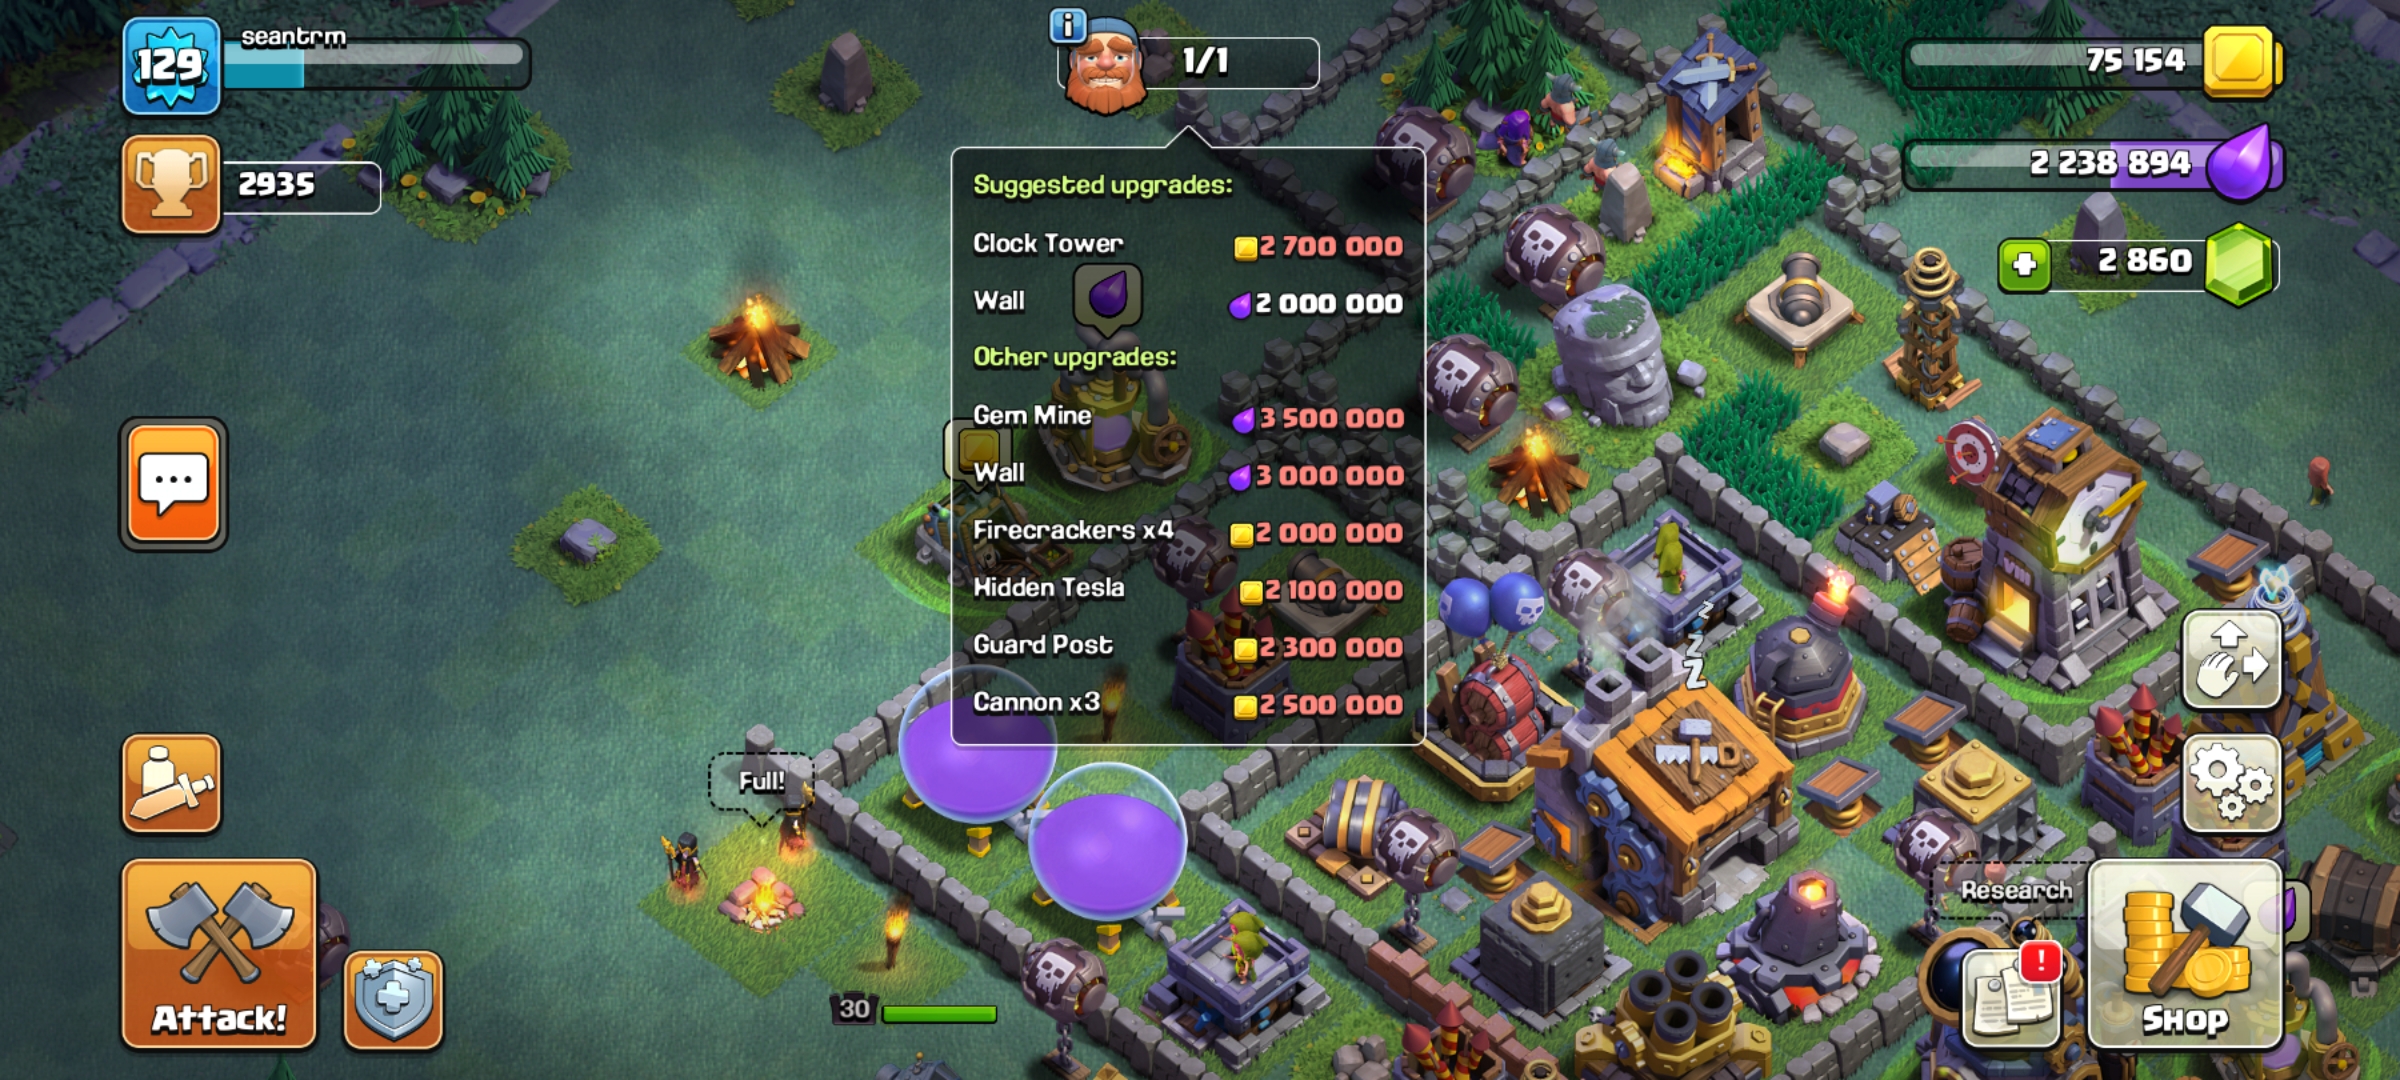 129
seantrm
1/1
75 154
2935
2 238 894
2 860
Suggested upgrades:
Clock Tower 2 700 000
Wall 2 000 000
Other upgrades:
Gem Mine 3 500 000
Wall 3 000 000
Firecrackers x4 2 000 000
Hidden Tesla 2 100 000
Guard Post 2 300 000
Cannon x3 2 500 000
VIII
z
z
Z
Full!
Research
!
30
Attack!
Shop